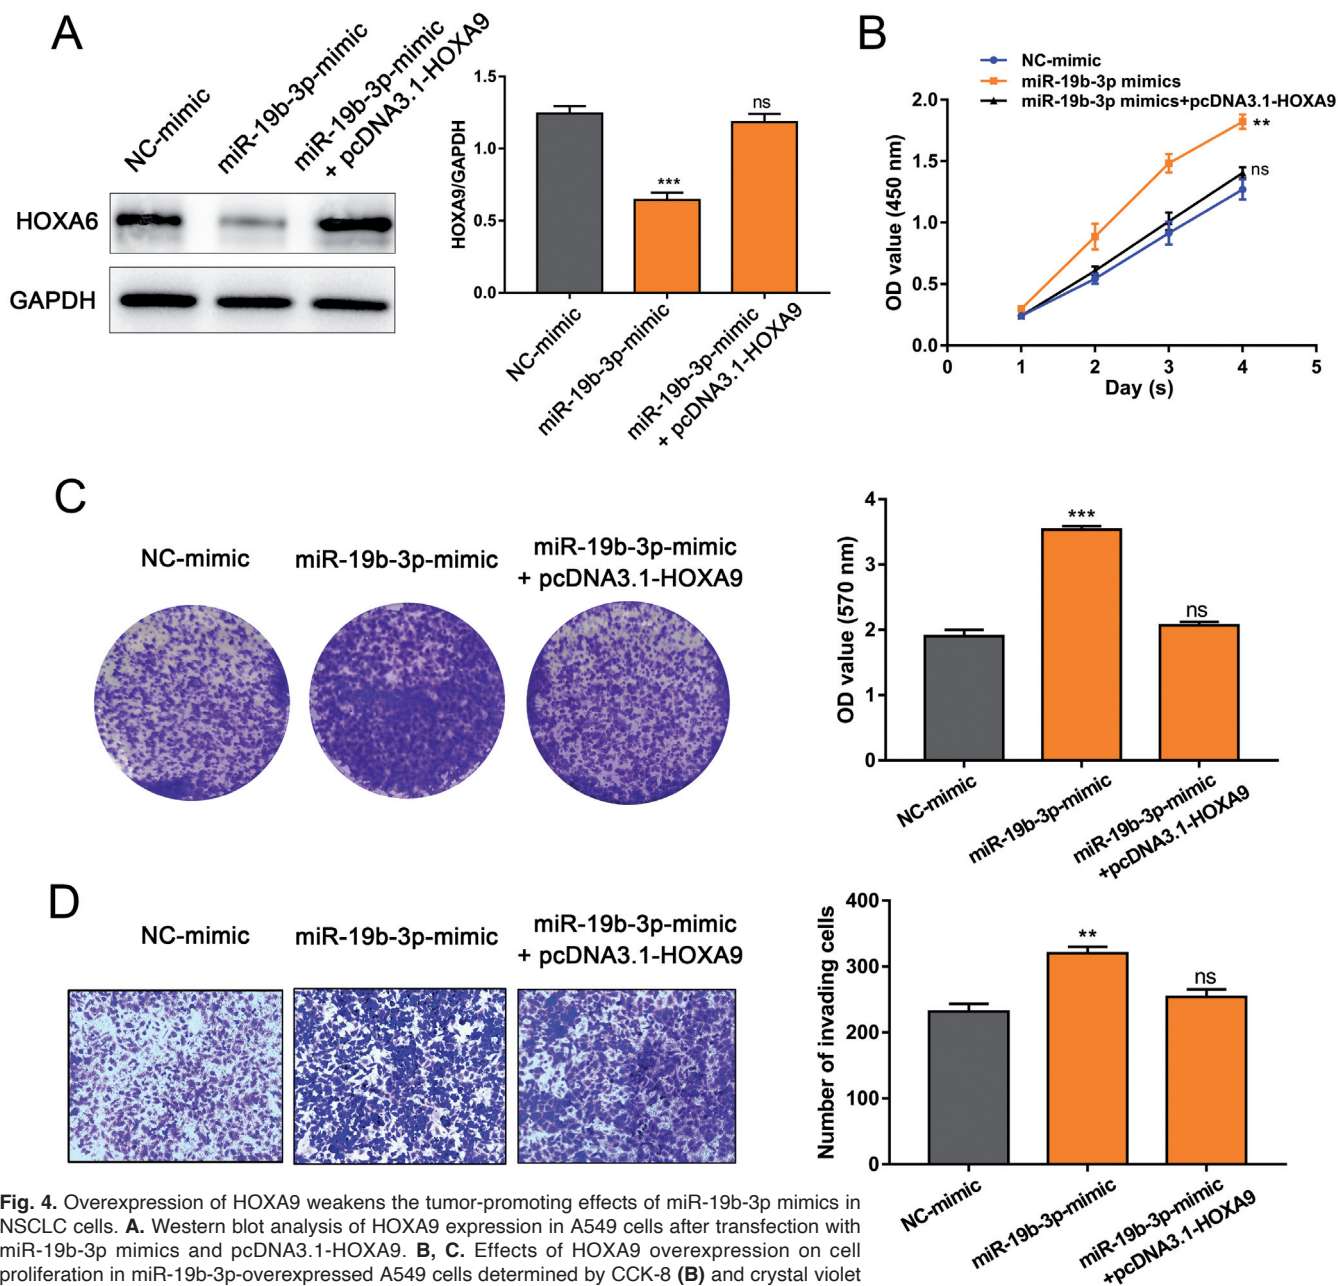 A
NC-mimic
miR-19b-3p-mimic
miR-19b-3p-mimic
+ pcDNA3.1-HOXA9
HOXA6
GAPDH
HOXA9/GAPDH
1.5
1.0
0.5
0.0
***
ns
NC-mimic
miR-19b-3p-mimic
miR-19b-3p-mimic
+ pcDNA3.1-HOXA9
B
NC-mimic
miR-19b-3p mimics
miR-19b-3p mimics+pcDNA3.1-HOXA9
OD value (450 nm)
2.0
1.5
1.0
0.5
0.0
**
ns
0 1 2 3 4 5
Day (s)
C
NC-mimic
miR-19b-3p-mimic
miR-19b-3p-mimic
+ pcDNA3.1-HOXA9
OD value (570 nm)
4
3
2
1
0
***
ns
NC-mimic
miR-19b-3p-mimic
miR-19b-3p-mimic
+pcDNA3.1-HOXA9
D
NC-mimic
miR-19b-3p-mimic
miR-19b-3p-mimic
+ pcDNA3.1-HOXA9
Number of invading cells
400
300
200
100
0
**
ns
NC-mimic
miR-19b-3p-mimic
miR-19b-3p-mimic
+pcDNA3.1-HOXA9
Fig. 4. Overexpression of HOXA9 weakens the tumor-promoting effects of miR-19b-3p mimics in
NSCLC cells. A. Western blot analysis of HOXA9 expression in A549 cells after transfection with
miR-19b-3p mimics and pcDNA3.1-HOXA9. B, C. Effects of HOXA9 overexpression on cell
proliferation in miR-19b-3p-overexpressed A549 cells determined by CCK-8 (B) and crystal violet